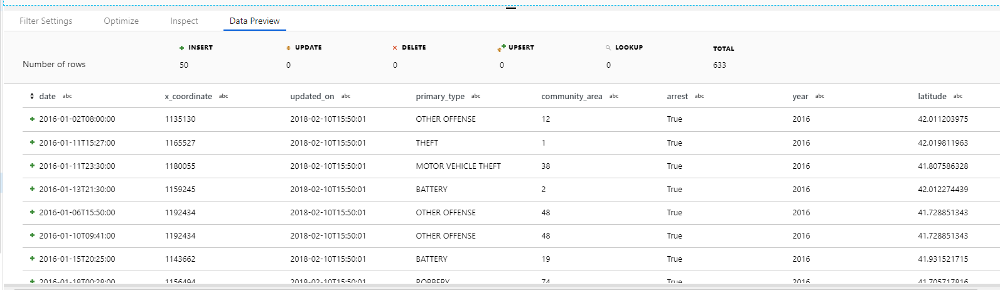 Filter Settings Optimize Inspect Data Preview
INSERT UPDATE DELETE UPSERT LOOKUP TOTAL
Number of rows 50 0 0 0 0 633
date abc x_coordinate abc updated_on abc primary_type abc community_area abc arrest abc year abc latitude abc
2016-01-02T08:00:00 1135130 2018-02-10T15:50:01 OTHER OFFENSE 12 True 2016 42.011203975
2016-01-11T15:27:00 1165527 2018-02-10T15:50:01 THEFT 1 True 2016 42.019811963
2016-01-11T23:30:00 1180055 2018-02-10T15:50:01 MOTOR VEHICLE THEFT 38 True 2016 41.807586328
2016-01-13T21:30:00 1159245 2018-02-10T15:50:01 BATTERY 2 True 2016 42.012274439
2016-01-06T15:50:00 1192434 2018-02-10T15:50:01 OTHER OFFENSE 48 True 2016 41.728851343
2016-01-10T09:41:00 1192434 2018-02-10T15:50:01 OTHER OFFENSE 48 True 2016 41.728851343
2016-01-15T20:25:00 1143662 2018-02-10T15:50:01 BATTERY 19 True 2016 41.931521715
2016-01-18T00:28:00 1156494 2018-02-10T15:50:01 ROBBERY 74 True 2016 41.705717816